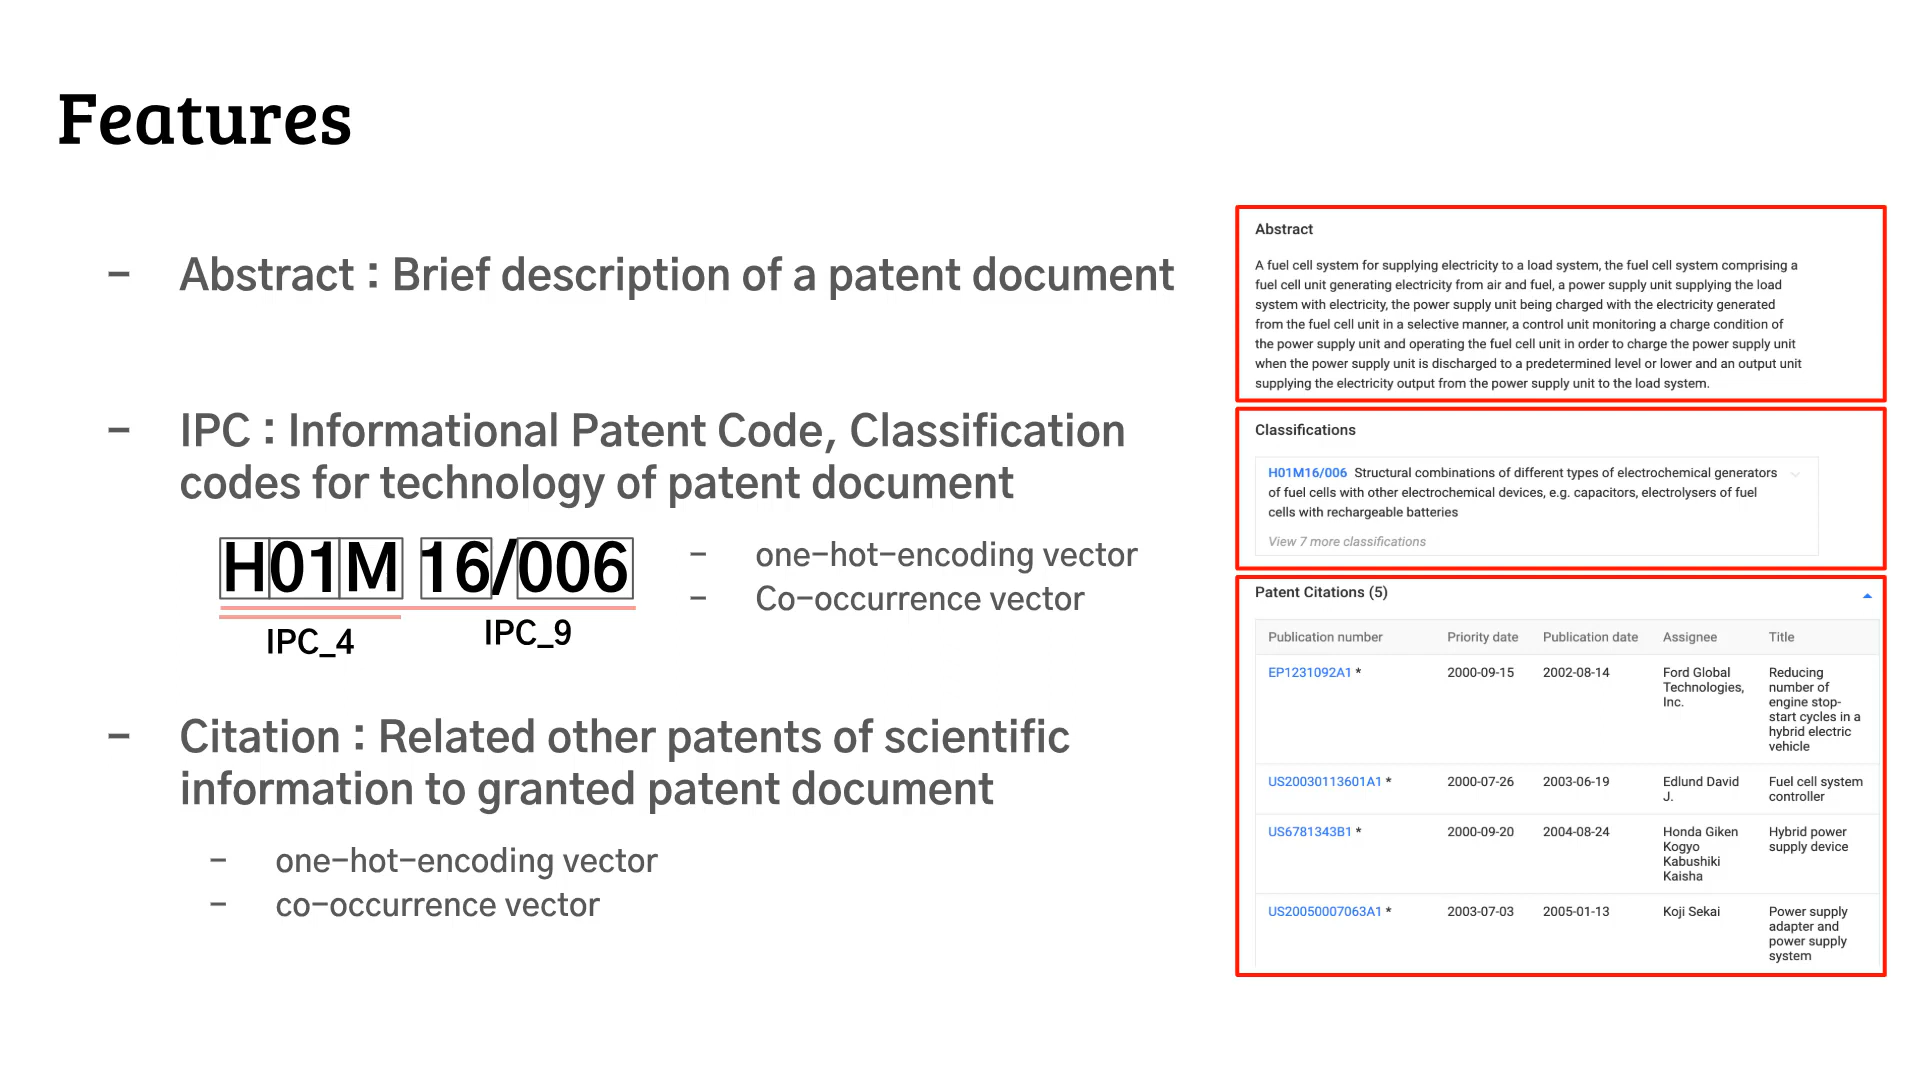 Features
- Abstract : Brief description of a patent document
- IPC : Informational Patent Code, Classification
codes for technology of patent document
H01M 16/006
IPC_4
IPC_9
- one-hot-encoding vector
- Co-occurrence vector
- Citation : Related other patents of scientific
information to granted patent document
- one-hot-encoding vector
- co-occurrence vector
Abstract
A fuel cell system for supplying electricity to a load system, the fuel cell system comprising a
fuel cell unit generating electricity from air and fuel, a power supply unit supplying the load
system with electricity, the power supply unit being charged with the electricity generated
from the fuel cell unit in a selective manner, a control unit monitoring a charge condition of
the power supply unit and operating the fuel cell unit in order to charge the power supply unit
when the power supply unit is discharged to a predetermined level or lower and an output unit
supplying the electricity output from the power supply unit to the load system.
Classifications
H01M16/006 Structural combinations of different types of electrochemical generators
of fuel cells with other electrochemical devices, e.g. capacitors, electrolysers of fuel
cells with rechargeable batteries
View 7 more classifications
Patent Citations (5)
Publication number Priority date Publication date Assignee Title
EP1231092A1 * 2000-09-15 2002-08-14 Ford Global Reducing
Technologies, number of
Inc. engine stop-
start cycles in a
hybrid electric
vehicle
US20030113601A1 * 2000-07-26 2003-06-19 Edlund David Fuel cell system
J. controller
US6781343B1 * 2000-09-20 2004-08-24 Honda Giken Hybrid power
Kogyo supply device
Kabushiki
Kaisha
US20050007063A1 * 2003-07-03 2005-01-13 Koji Sekai Power supply
adapter and
power supply
system